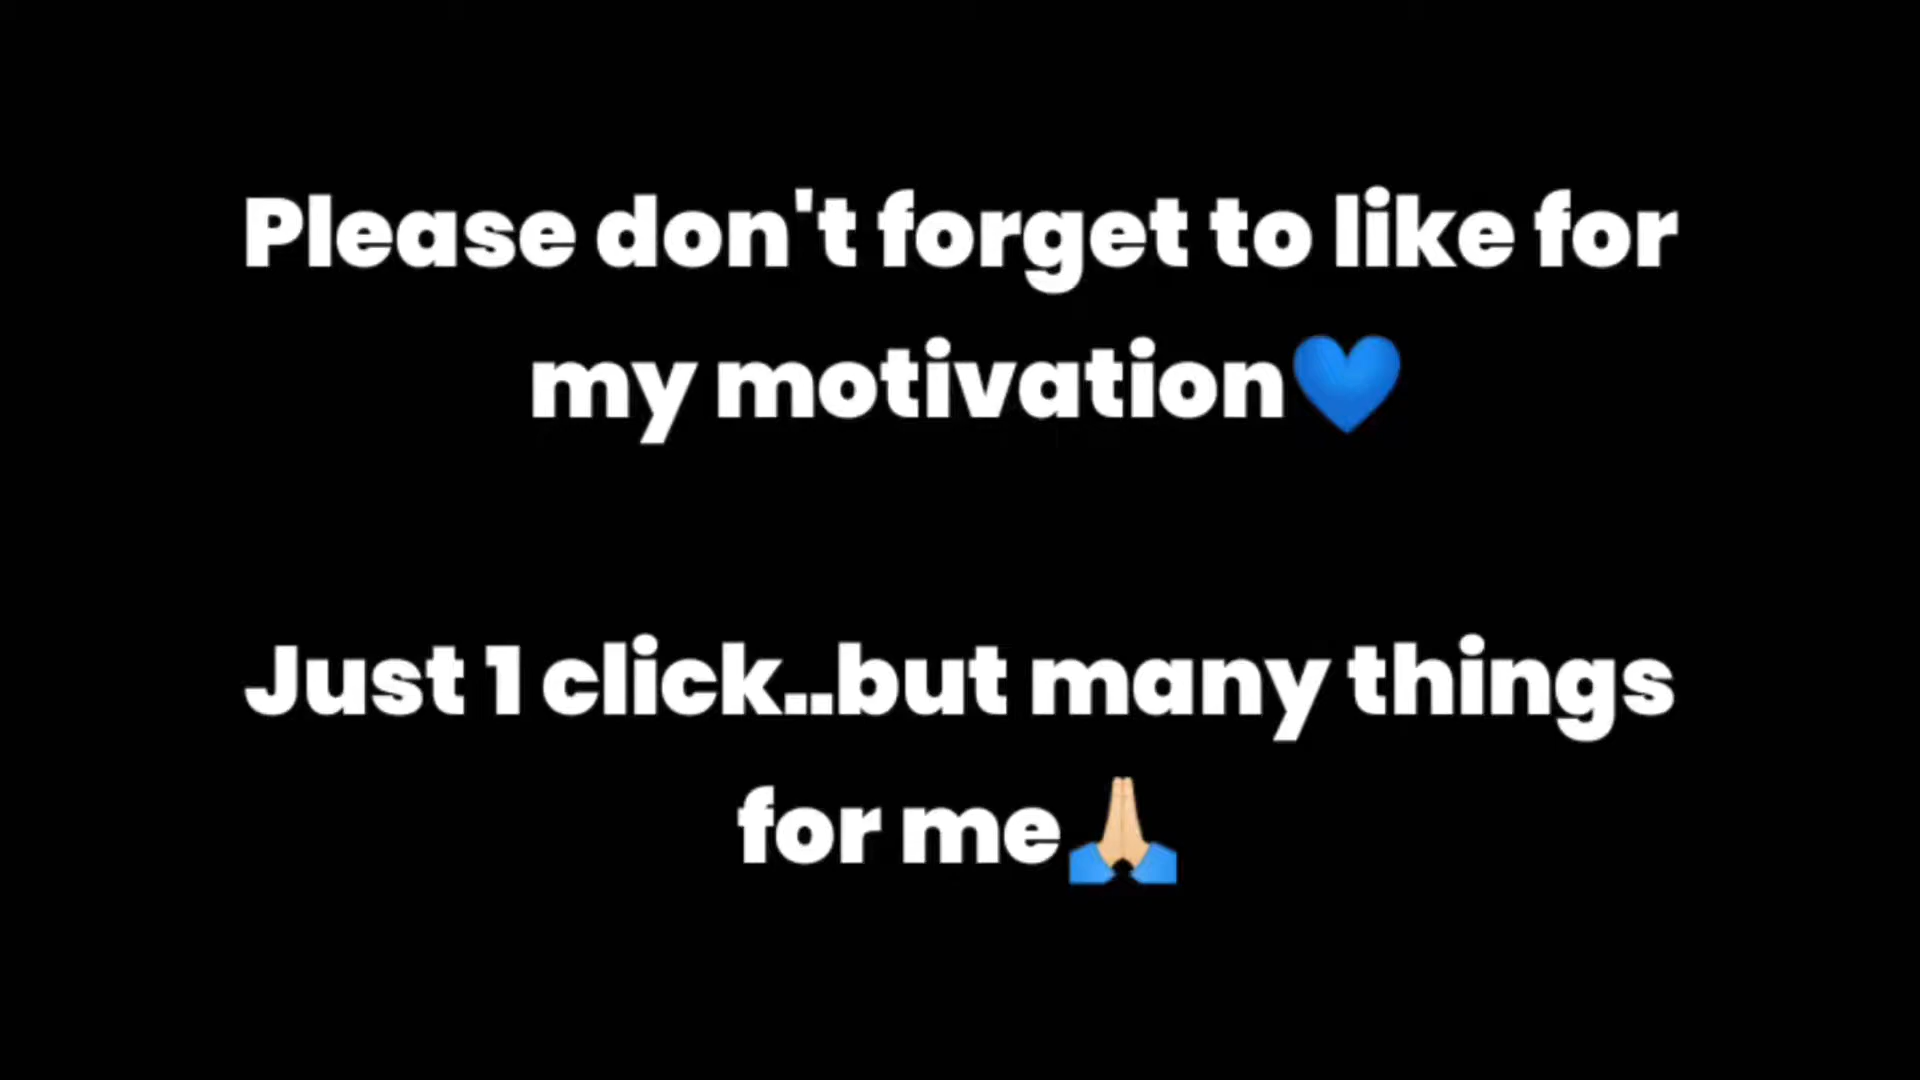 Please don't forget to like for
my motivation💙
Just 1 click..but many things
for me🙏🏼